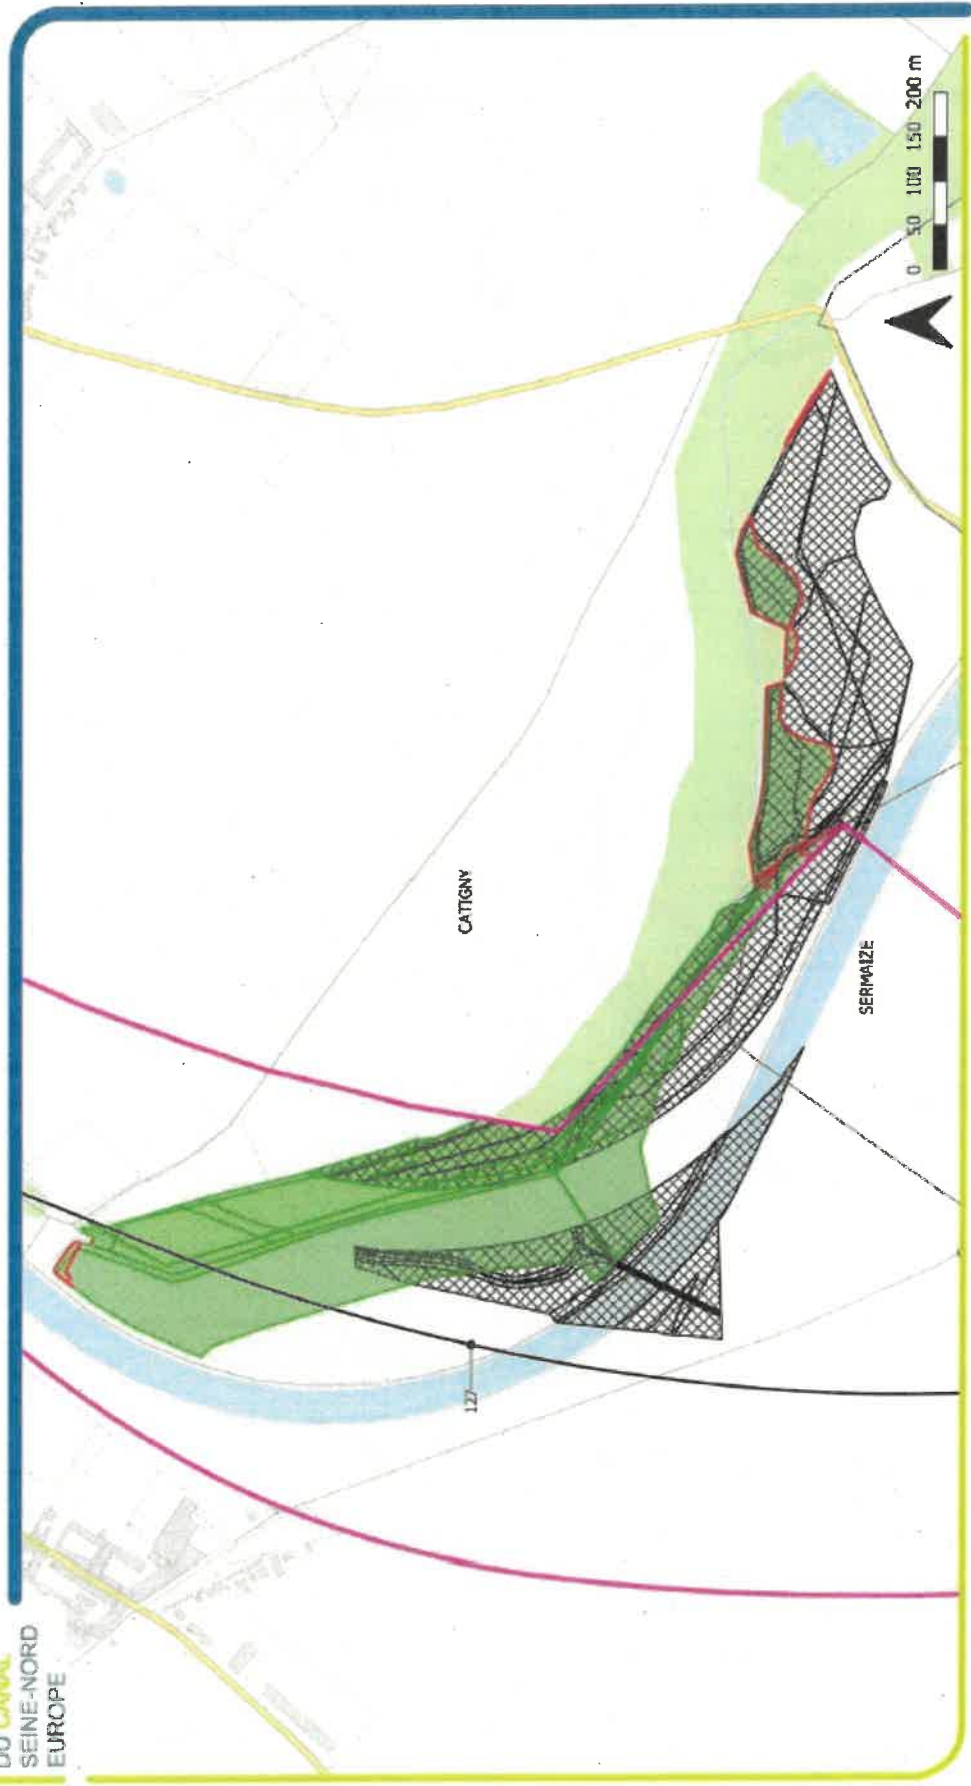 DU CANAL
SEINE-NORD
EUROPE
CATIGNY
SERMAIZE
127
0 50 100 150 200 m